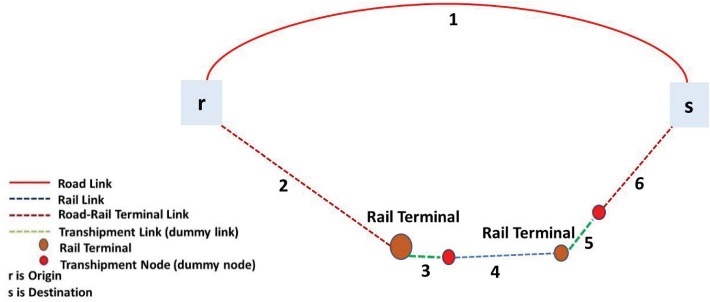 1
r
s
2
6
Road Link
Rail Link
Road-Rail Terminal Link
Transhipment Link (dummy link)
Rail Terminal
Transhipment Node (dummy node)
r is Origin
s is Destination
Rail Terminal
Rail Terminal
3
4
5